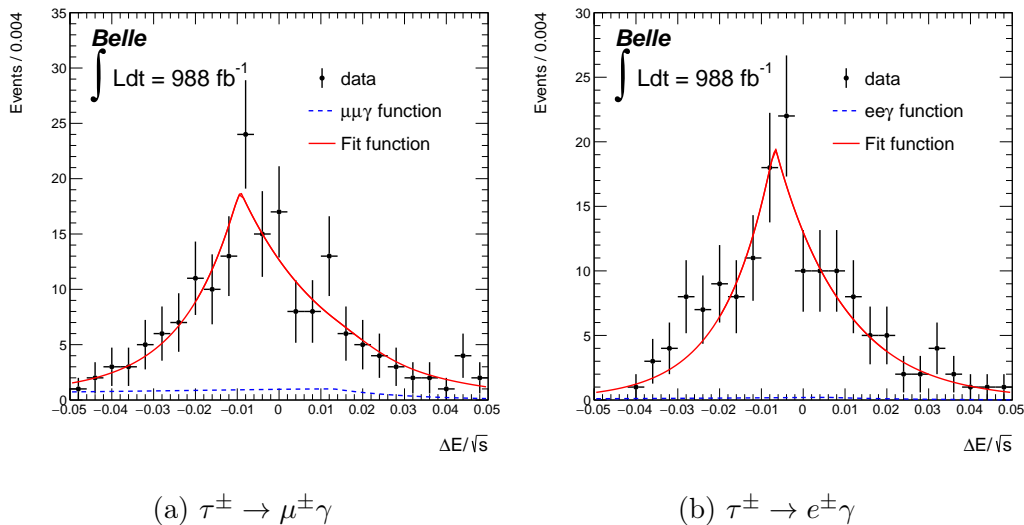 Events / 0.004
35
30
25
20
15
10
5
0
Belle
∫ Ldt = 988 fb⁻¹
data
μμγ function
Fit function
−0.05 −0.04 −0.03 −0.02 −0.01 0 0.01 0.02 0.03 0.04 0.05
ΔE/√s
(a) τ± → μ±γ
Events / 0.004
30
25
20
15
10
5
0
Belle
∫ Ldt = 988 fb⁻¹
data
eeγ function
Fit function
−0.05 −0.04 −0.03 −0.02 −0.01 0 0.01 0.02 0.03 0.04 0.05
ΔE/√s
(b) τ± → e±γ